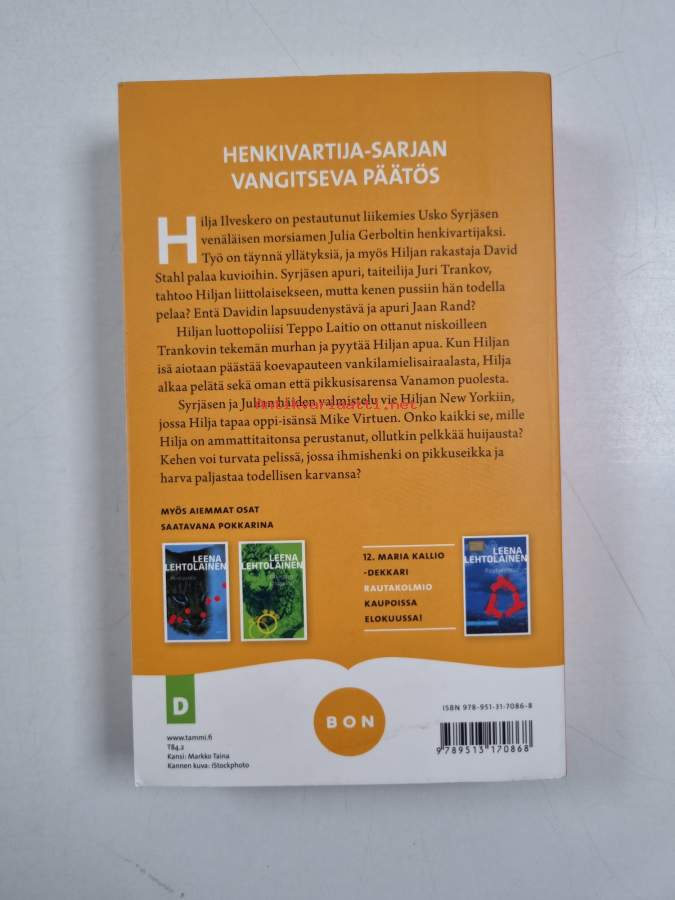 HENKIVARTIJA-SARJAN
VANGITSEVA PÄÄTÖS
Hilja Ilveskero on pestautunut liikemies Usko Syrjäsen
venäläisen morsiamen Julia Gerboltin henkivartijaksi.
Työ on täynnä yllätyksiä, ja myös Hiljan rakastaja David
Stahl palaa kuvioihin. Syrjäsen apuri, taiteilija Juri Trankov,
tahtoo Hiljan liittolaisekseen, mutta kenen pussiin hän todella
pelaa? Entä Davidin lapsuudenystävä ja apuri Jaan Rand?
Hiljan luottopoliisi Teppo Laitio on ottanut niskoilleen
Trankovin tekemän murhan ja pyytää Hiljan apua. Kun Hiljan
isä aiotaan päästää koevapauteen vankilamielisairaalasta, Hilja
alkaa pelätä sekä oman että pikkusisarensa Vanamon puolesta.
Syrjäsen ja Julian häiden valmistelu vie Hiljan New Yorkiin,
Antikvariaatti.net
jossa Hilja tapaa oppi-isänsä Mike Virtuen. Onko kaikki se, mille
Hilja on ammattitaitonsa perustanut, ollutkin pelkkää huijausta?
Kehen voi turvata pelissä, jossa ihmishenki on pikkuseikka ja
harva paljastaa todellisen karvansa?
MYÖS AIEMMAT OSAT
SAATAVANA POKKARINA
LEENA
LEHTOLAINEN
LEENA
LEHTOLAINEN
12. MARIA KALLIO
-DEKKARI
RAUTAKOLMIO
KAUPOISSA
ELOKUUSSA!
LEENA
LEHTOLAINEN
D
BON
www.tammi.fi
T84.2
Kansi: Markko Taina
Kannen kuva: iStockphoto
ISBN 978-951-31-7086-8
9 789513 170868